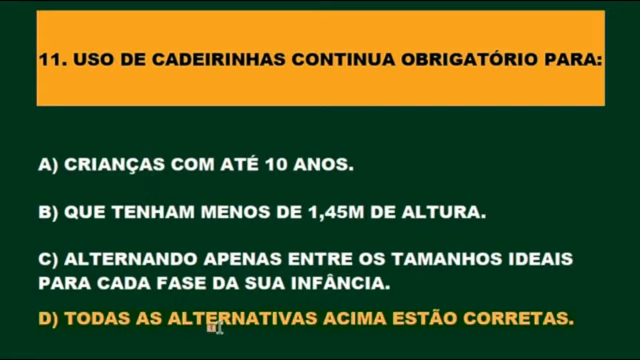 11. USO DE CADEIRINHAS CONTINUA OBRIGATÓRIO PARA:
A) CRIANÇAS COM ATÉ 10 ANOS.
B) QUE TENHAM MENOS DE 1,45M DE ALTURA.
C) ALTERNANDO APENAS ENTRE OS TAMANHOS IDEAIS
PARA CADA FASE DA SUA INFÂNCIA.
D) TODAS AS ALTERNATIVAS ACIMA ESTÃO CORRETAS.